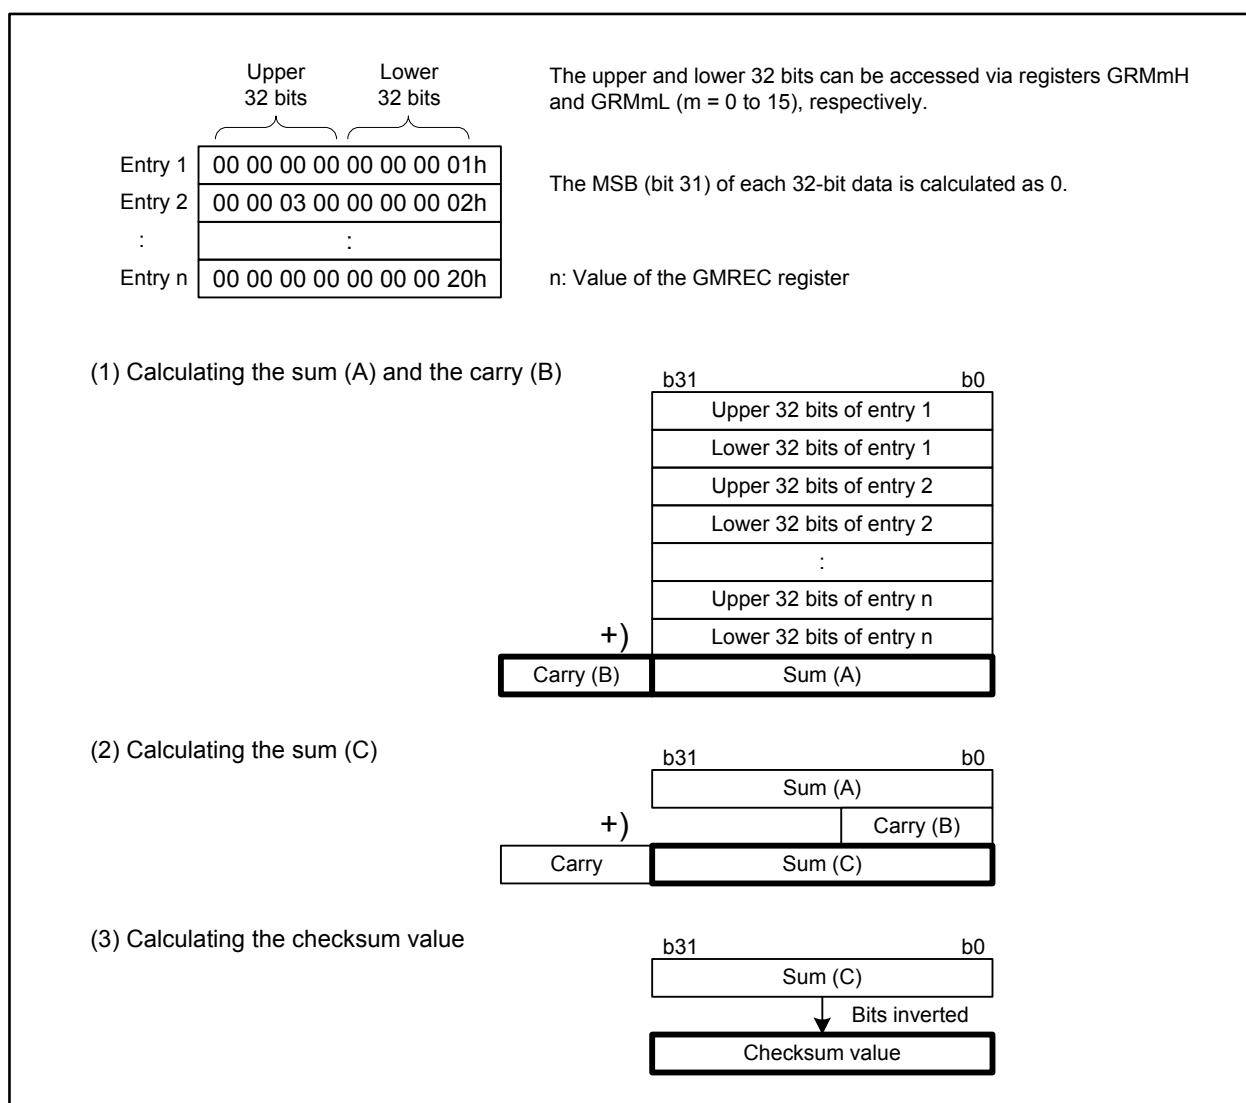 Upper
32 bits
Lower
32 bits
The upper and lower 32 bits can be accessed via registers GRMmH
and GRMmL (m = 0 to 15), respectively.
Entry 1 00 00 00 00 00 00 00 01h
The MSB (bit 31) of each 32-bit data is calculated as 0.
Entry 2 00 00 03 00 00 00 00 02h
: :
Entry n 00 00 00 00 00 00 00 20h
n: Value of the GMREC register
(1) Calculating the sum (A) and the carry (B)
b31 b0
Upper 32 bits of entry 1
Lower 32 bits of entry 1
Upper 32 bits of entry 2
Lower 32 bits of entry 2
:
Upper 32 bits of entry n
+) Lower 32 bits of entry n
Carry (B) Sum (A)
(2) Calculating the sum (C)
b31 b0
Sum (A)
+) Carry (B)
Carry Sum (C)
(3) Calculating the checksum value
b31 b0
Sum (C)
Bits inverted
Checksum value